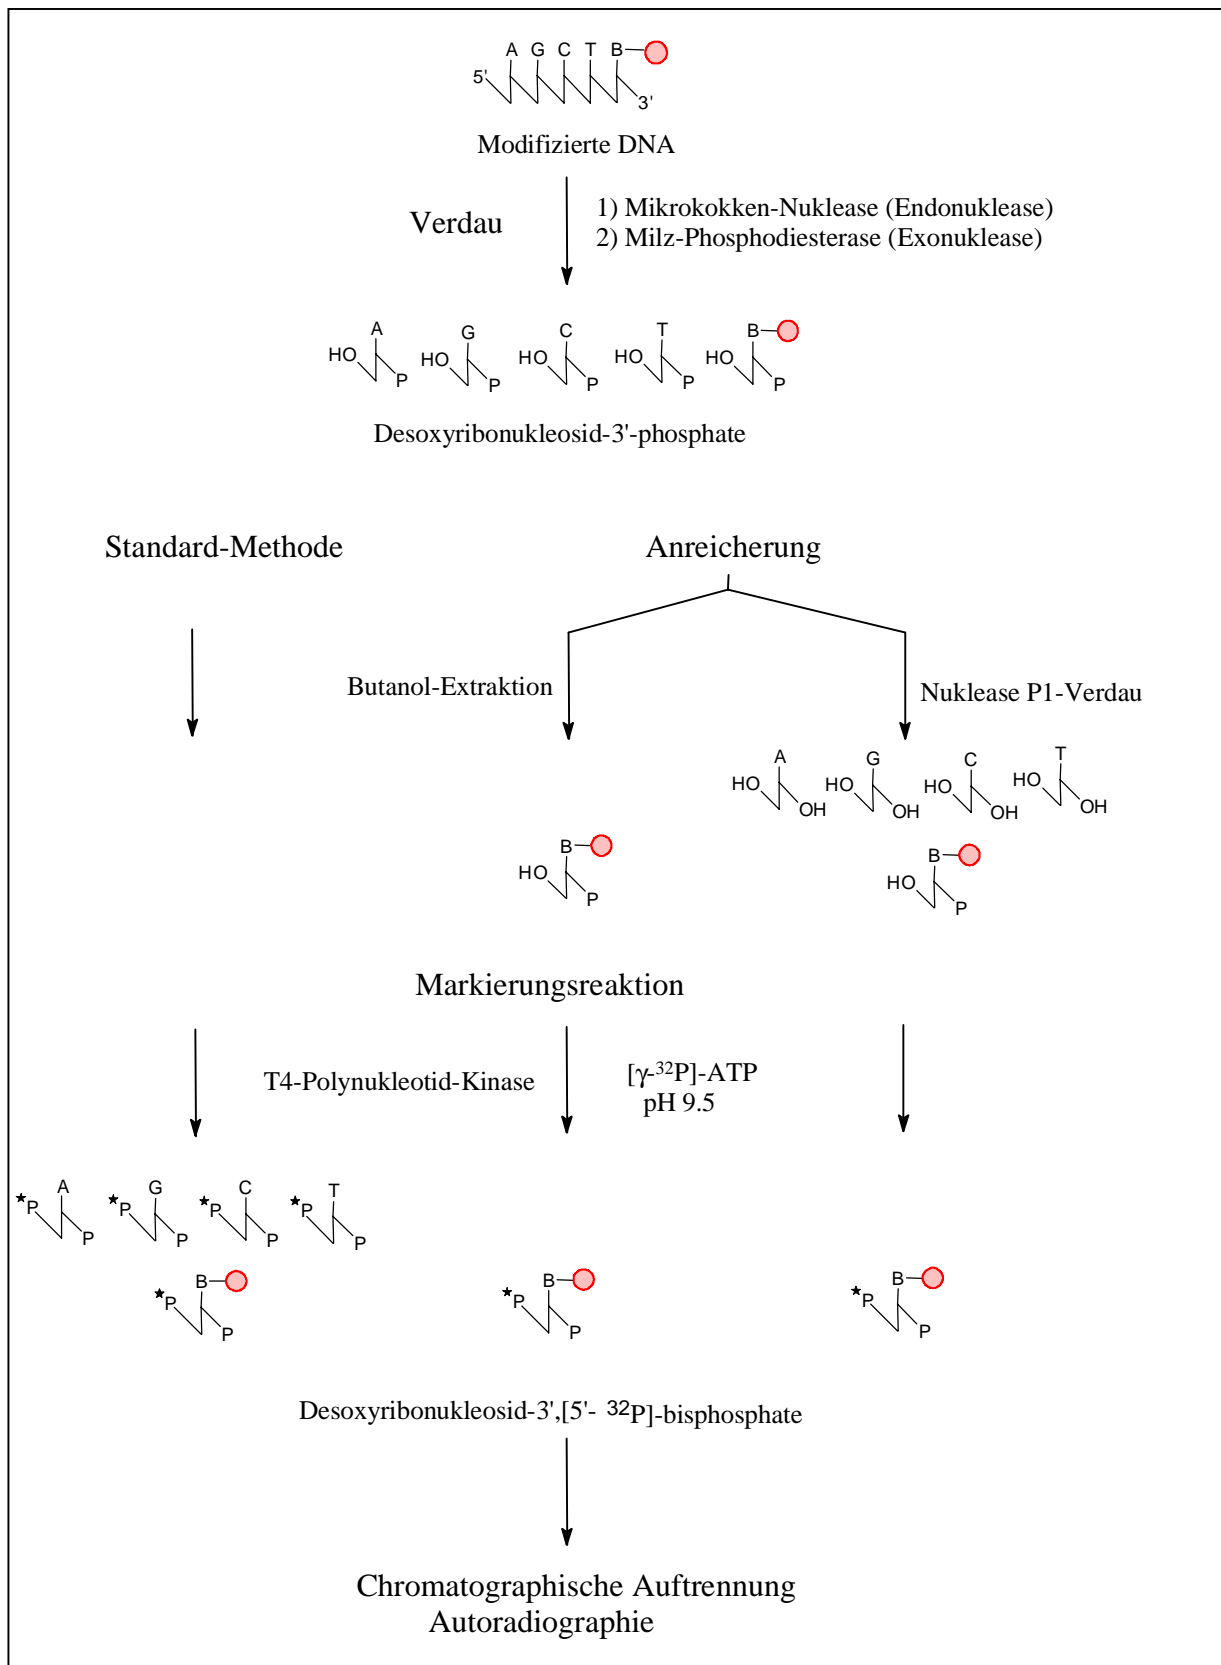 A G C T B
5'
3'
Modifizierte DNA
Verdau
1) Mikrokokken-Nuklease (Endonuklease)
2) Milz-Phosphodiesterase (Exonuklease)
A G C T B
HO HO HO HO HO
P P P P P
Desoxyribonukleosid-3'-phosphate
Standard-Methode
Anreicherung
Butanol-Extraktion
Nuklease P1-Verdau
A G C T
HO HO HO HO
OH OH OH OH
B B
HO HO
P P
Markierungsreaktion
T4-Polynukleotid-Kinase
[γ-³²P]-ATP
pH 9.5
A G C T
★P ★P ★P ★P
P P P P
B B B
★P ★P ★P
P P P
Desoxyribonukleosid-3',[5'- ³²P]-bisphosphate
Chromatographische Auftrennung
Autoradiographie